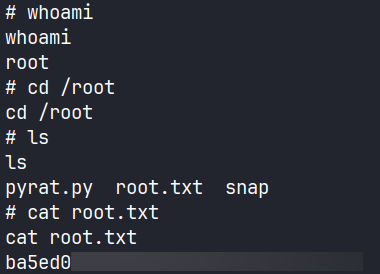 # whoami
whoami
root
# cd /root
cd /root
# ls
ls
pyrat.py  root.txt  snap
# cat root.txt
cat root.txt
ba5ed0